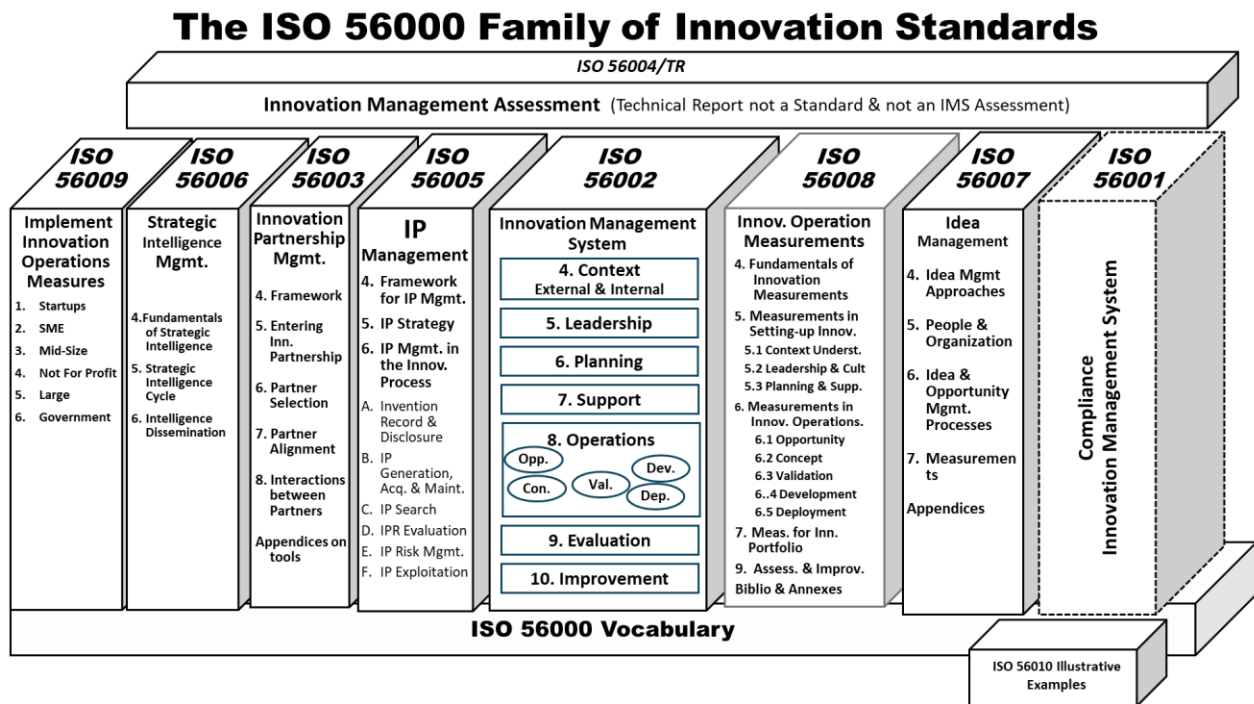 The ISO 56000 Family of Innovation Standards
ISO 56004/TR
Innovation Management Assessment (Technical Report not a Standard & not an IMS Assessment)
ISO
56009
Implement
Innovation
Operations
Measures
1. Startups
2. SME
3. Mid-Size
4. Not For Profit
5. Large
6. Government
ISO
56006
Strategic
Intelligence
Mgmt.
4.Fundamentals
of Strategic
Intelligence
5. Strategic
Intelligence
Cycle
6. Intelligence
Dissemination
ISO
56003
Innovation
Partnership
Mgmt.
4. Framework
5. Entering
Inn.
Partnership
6. Partner
Selection
7. Partner
Alignment
8. Interactions
between
Partners
Appendices on
tools
ISO
56005
IP
Management
4. Framework
for IP Mgmt.
5. IP Strategy
6. IP Mgmt. in
the Innov.
Process
A. Invention
Record &
Disclosure
B. IP
Generation,
Acq. & Maint.
C. IP Search
D. IPR Evaluation
E. IP Risk Mgmt.
F. IP Exploitation
ISO
56002
Innovation Management
System
4. Context
External & Internal
5. Leadership
6. Planning
7. Support
8. Operations
Opp.
Con.
Val.
Dev.
Dep.
9. Evaluation
10. Improvement
ISO
56008
Innov. Operation
Measurements
4. Fundamentals of
Innovation
Measurements
5. Measurements in
Setting-up Innov.
5.1 Context Underst.
5.2 Leadership & Cult
5.3 Planning & Supp.
6. Measurements in
Innov. Operations.
6.1 Opportunity
6.2 Concept
6.3 Validation
6..4 Development
6.5 Deployment
7. Meas. for Inn.
Portfolio
9. Assess. & Improv.
Biblio & Annexes
ISO
56007
Idea
Management
4. Idea Mgmt
Approaches
5. People &
Organization
6. Idea &
Opportunity
Mgmt.
Processes
7. Measuremen
ts
Appendices
ISO
56001
Compliance
Innovation Management System
ISO 56000 Vocabulary
ISO 56010 Illustrative
Examples